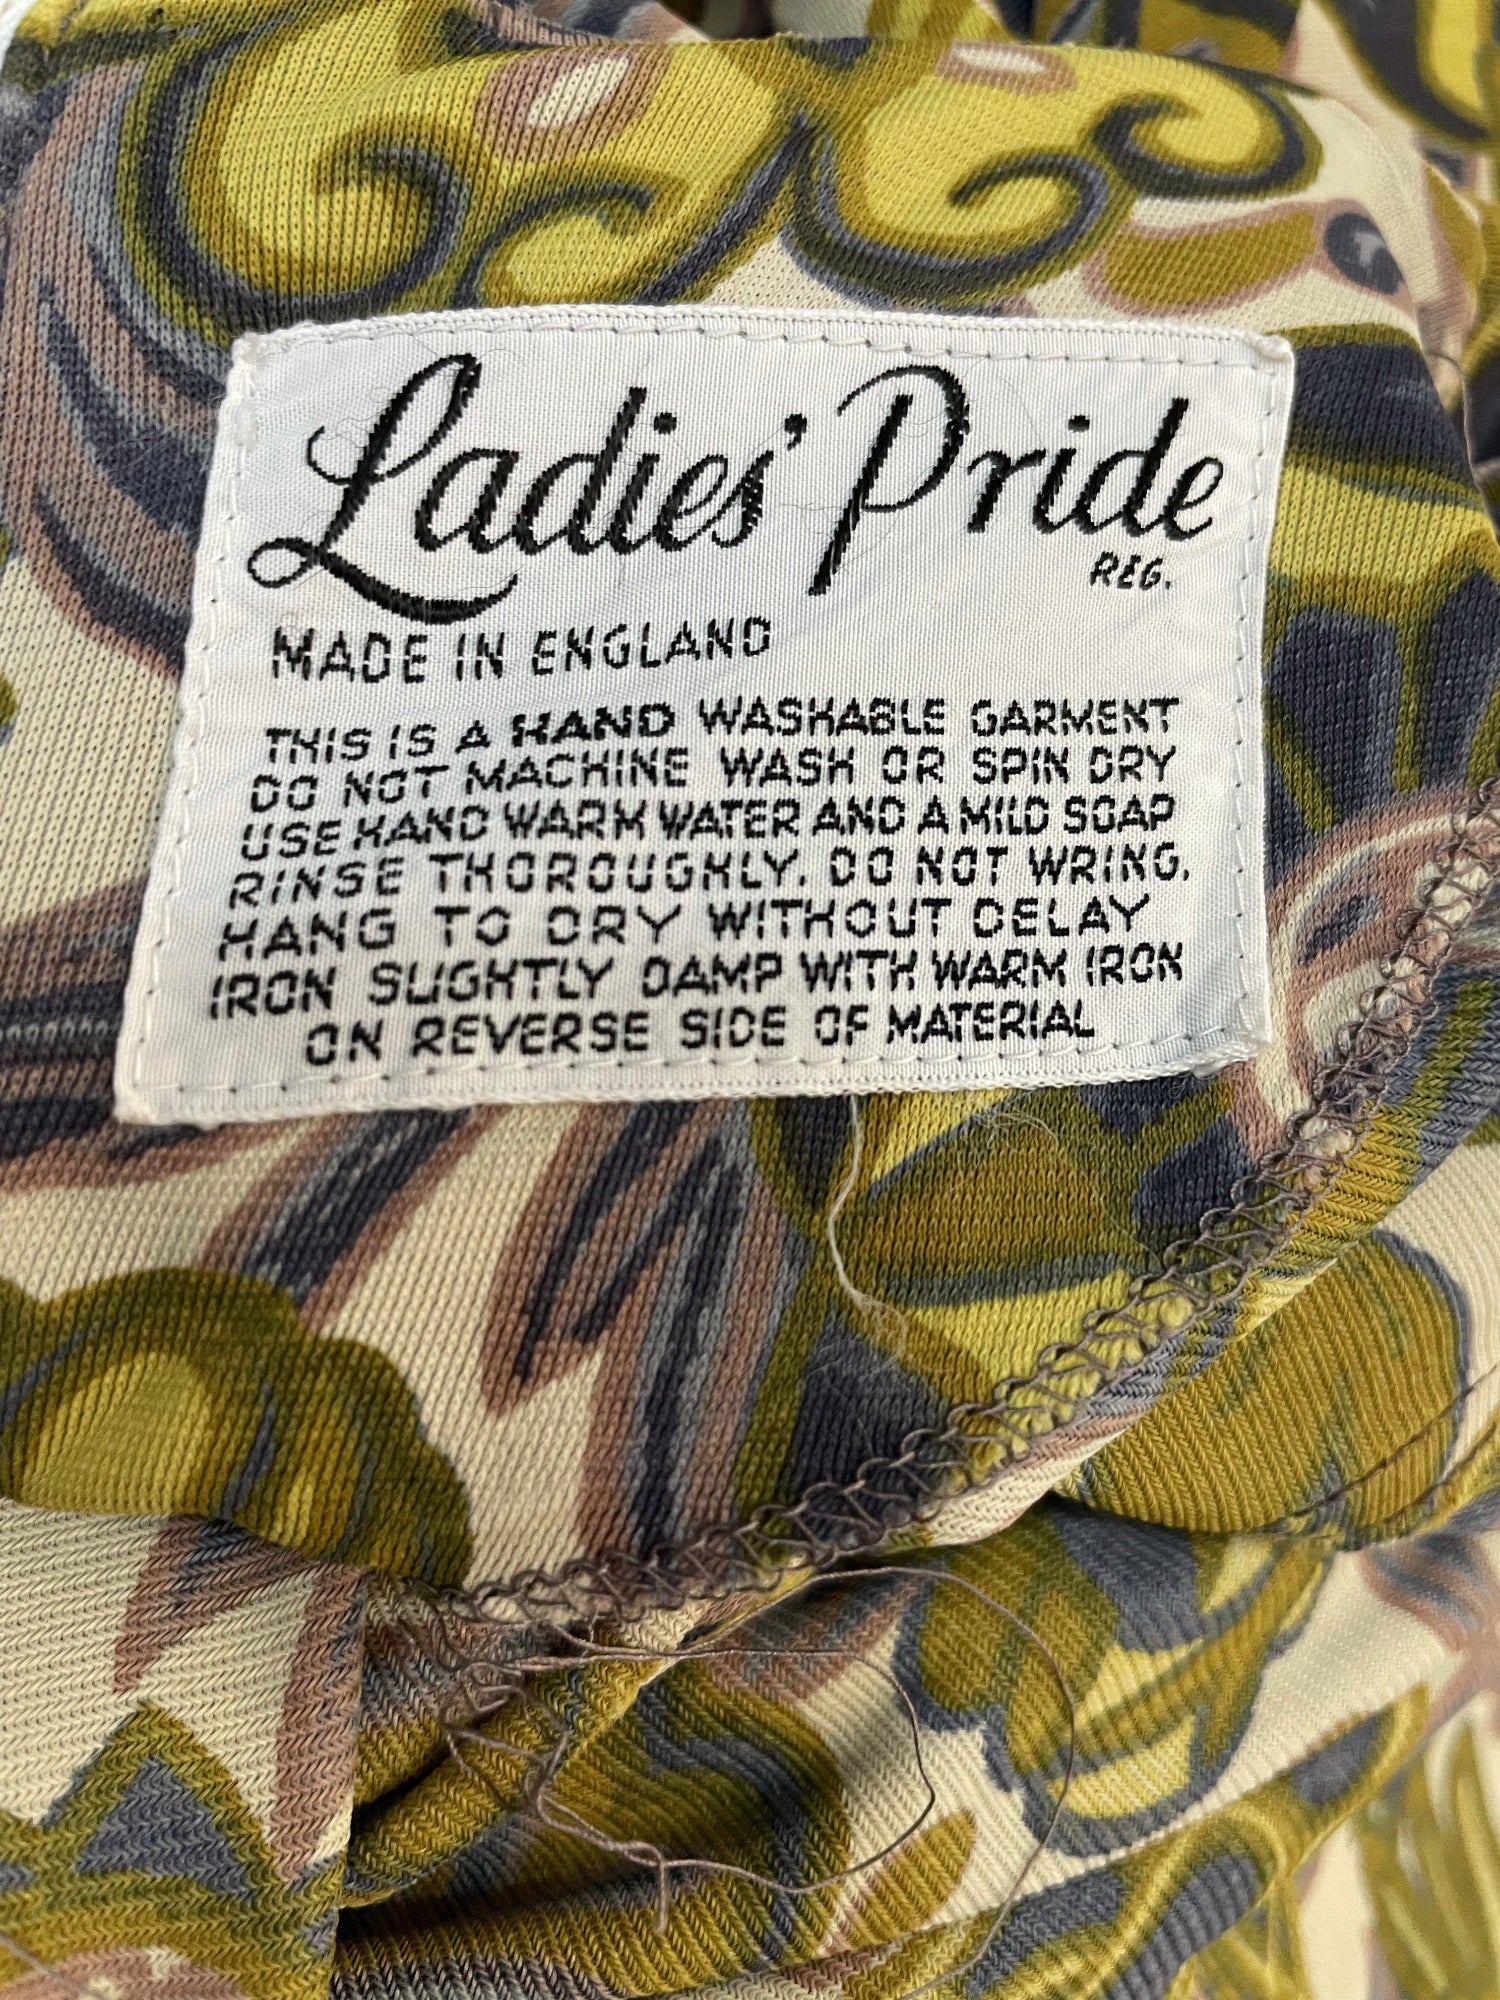 Ladies' Pride
REG.
MADE IN ENGLAND
THIS IS A HAND WASHABLE GARMENT
DO NOT MACHINE WASH OR SPIN DRY
USE HAND WARM WATER AND A MILD SOAP
RINSE THOROUGHLY. DO NOT WRING.
HANG TO DRY WITHOUT DELAY
IRON SLIGHTLY DAMP WITH WARM IRON
ON REVERSE SIDE OF MATERIAL